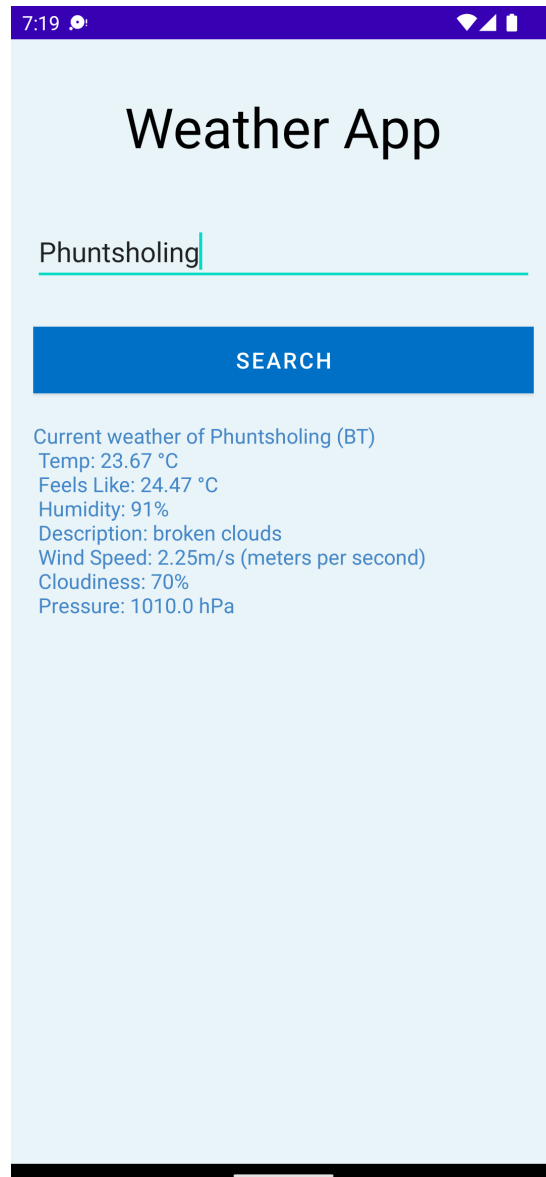 7:19
Weather App
Phuntsholing
SEARCH
Current weather of Phuntsholing (BT)
Temp: 23.67 °C
Feels Like: 24.47 °C
Humidity: 91%
Description: broken clouds
Wind Speed: 2.25m/s (meters per second)
Cloudiness: 70%
Pressure: 1010.0 hPa